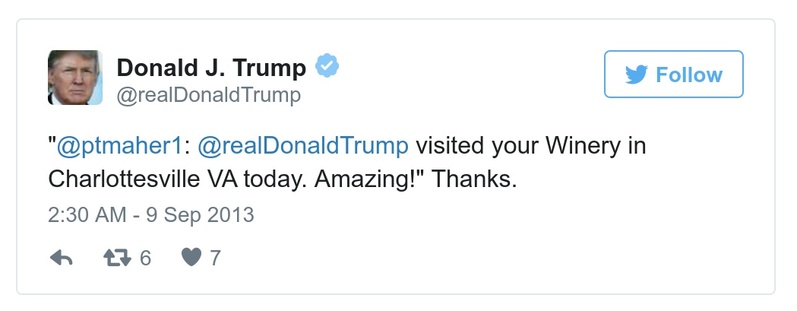 Donald J. Trump
@realDonaldTrump
Follow
"@ptmaher1: @realDonaldTrump visited your Winery in
Charlottesville VA today. Amazing!" Thanks.
2:30 AM - 9 Sep 2013
6 7